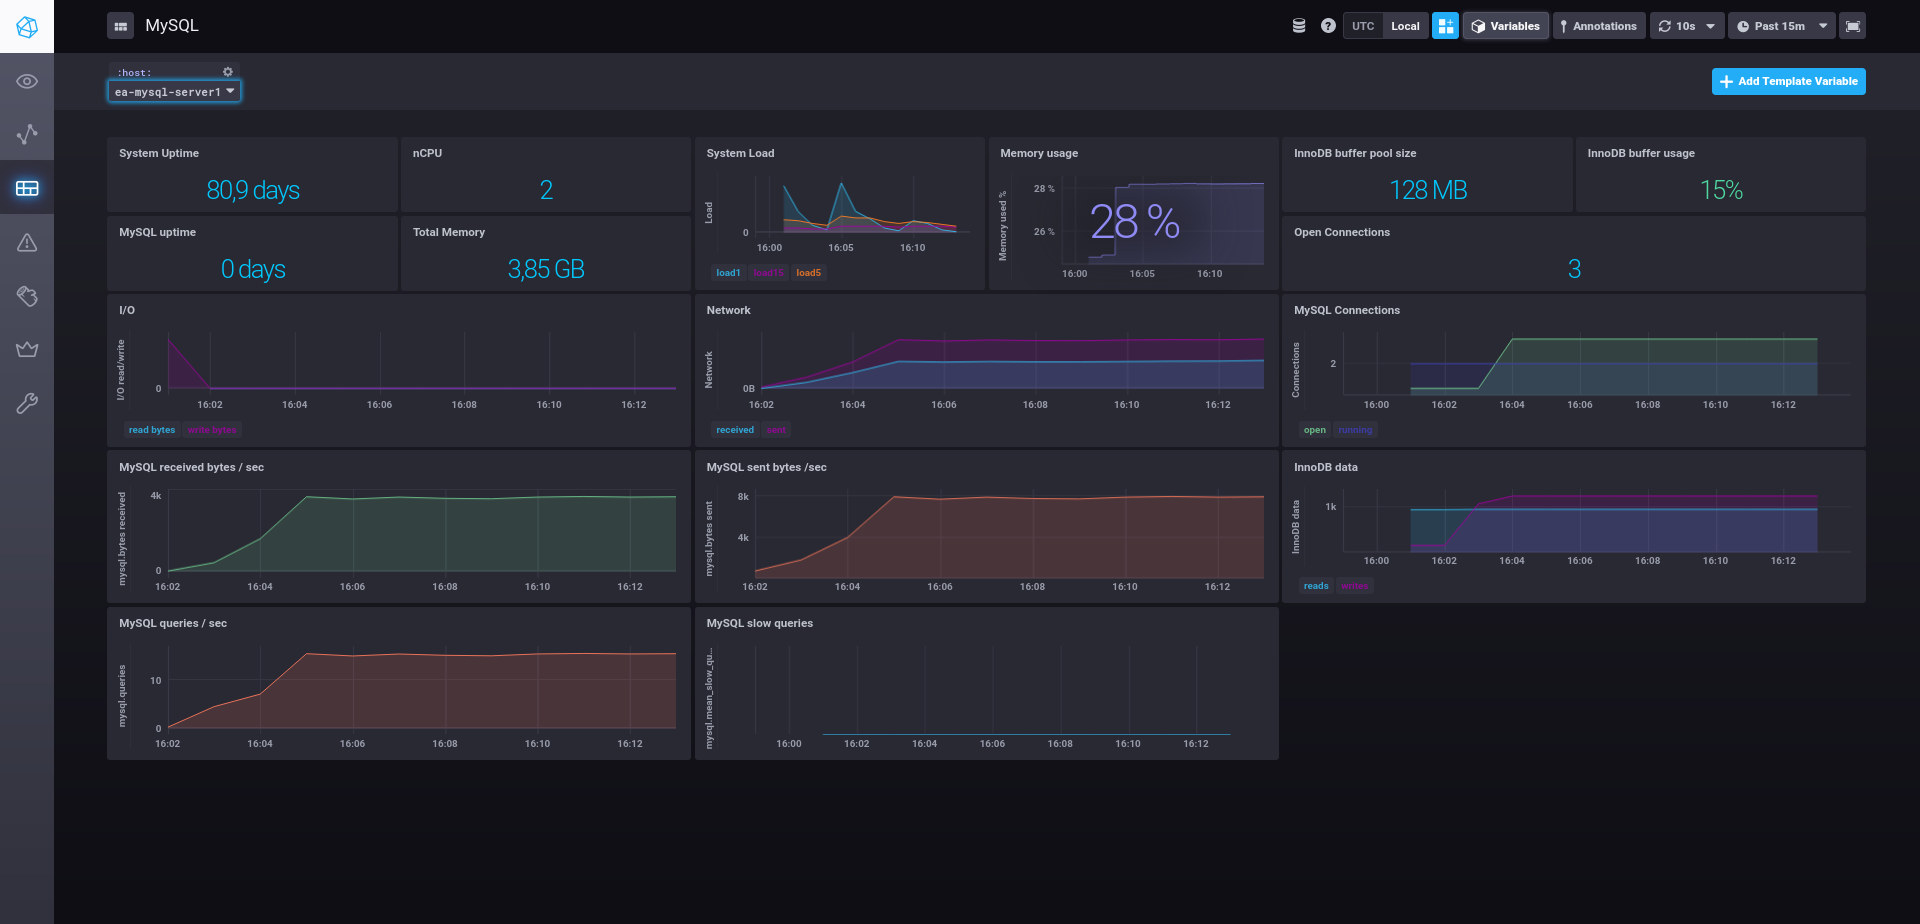 MySQL
UTC
Local
Variables
Annotations
10s
Past 15m
:host:
ea-mysql-server1
Add Template Variable
System Uptime
80,9 days
nCPU
2
System Load
Load
0
16:00 16:05 16:10
load1 load15 load5
Memory usage
Memory used %
28 %
26 %
28 %
16:00 16:05 16:10
InnoDB buffer pool size
128 MB
InnoDB buffer usage
15%
MySQL uptime
0 days
Total Memory
3,85 GB
Open Connections
3
I/O
I/O read/write
0
16:02 16:04 16:06 16:08 16:10 16:12
read bytes write bytes
Network
Network
0B
16:02 16:04 16:06 16:08 16:10 16:12
received sent
MySQL Connections
Connections
2
16:00 16:02 16:04 16:06 16:08 16:10 16:12
open running
MySQL received bytes / sec
mysql.bytes received
4k
0
16:02 16:04 16:06 16:08 16:10 16:12
MySQL sent bytes /sec
mysql.bytes sent
8k
4k
16:02 16:04 16:06 16:08 16:10 16:12
InnoDB data
InnoDB data
1k
16:00 16:02 16:04 16:06 16:08 16:10 16:12
reads writes
MySQL queries / sec
mysql.queries
10
0
16:02 16:04 16:06 16:08 16:10 16:12
MySQL slow queries
mysql.mean_slow_qu...
16:00 16:02 16:04 16:06 16:08 16:10 16:12